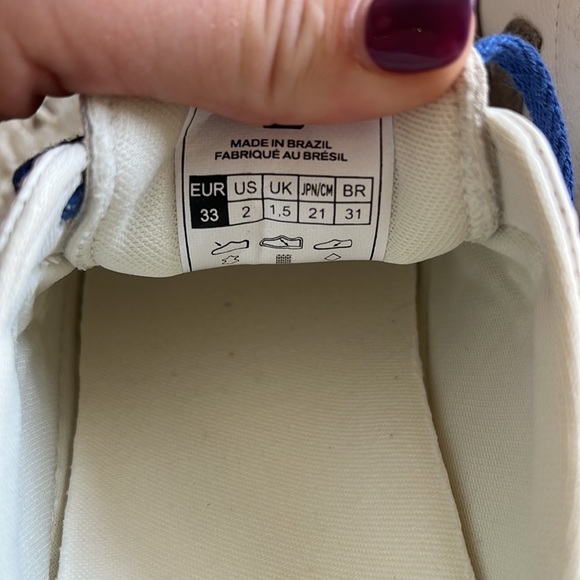 MADE IN BRAZIL
FABRIQUÉ AU BRÉSIL
EUR US UK JPN/CM BR
33 2 1,5 21 31